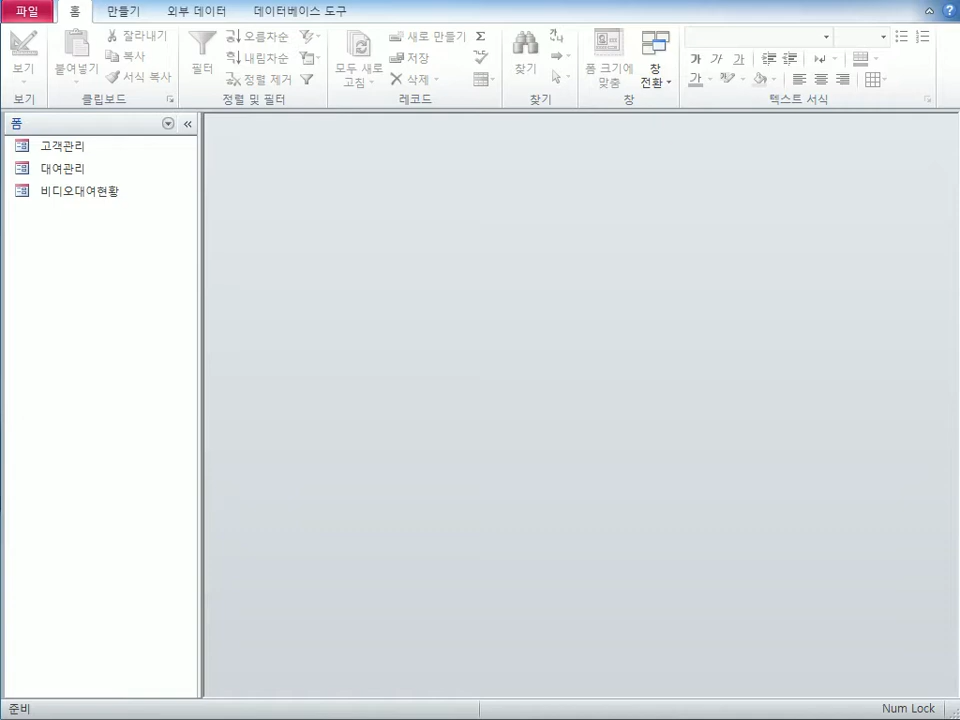 파일 홈 만들기 외부 데이터 데이터베이스 도구
잘라내기 오름차순 새로 만들기 Σ
복사 내림차순 저장
보기 붙여넣기 서식 복사 필터 정렬 제거 모두 새로 고침 삭제 찾기 폼 크기에 맞춤 창 전환 가 가 가 가
보기 클립보드 정렬 및 필터 레코드 찾기 창 텍스트 서식
폼
고객관리
대여관리
비디오대여현황
준비 Num Lock